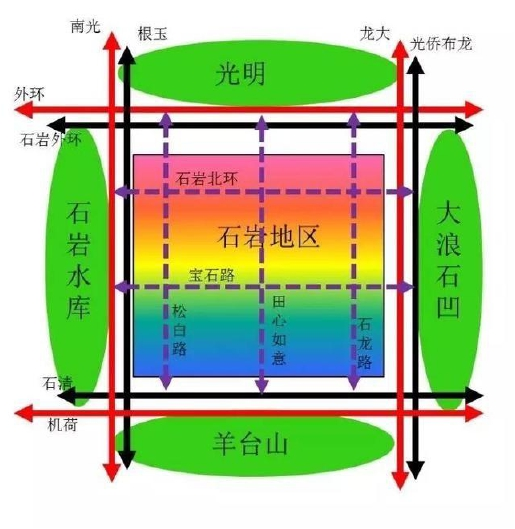 南光
根玉
龙大
光侨布龙
光明
外环
石岩外环
石岩北环
石岩地区
石岩水库
大浪石凹
宝石路
松白路
田心如意
石龙路
石清
机荷
羊台山